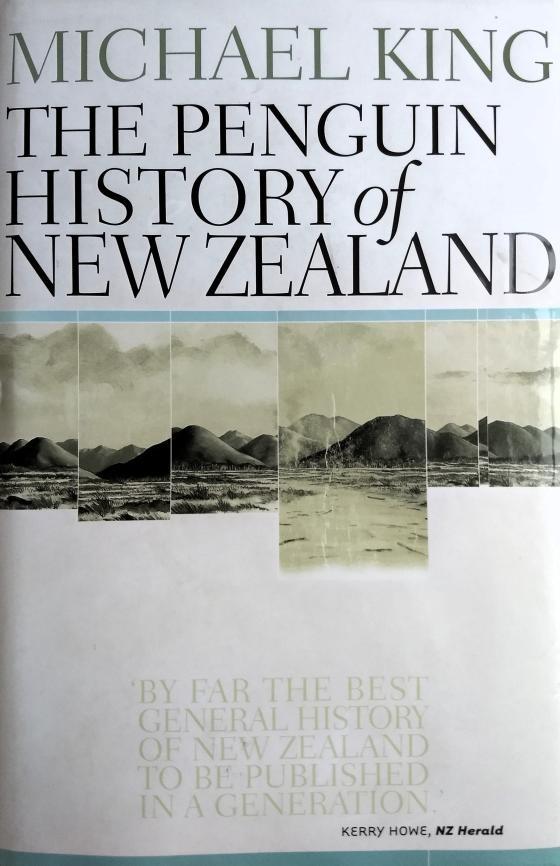 MICHAEL KING
THE PENGUIN
HISTORY of
NEW ZEALAND
'BY FAR THE BEST
GENERAL HISTORY
OF NEW ZEALAND
TO BE PUBLISHED
IN A GENERATION.
KERRY HOWE, NZ Herald